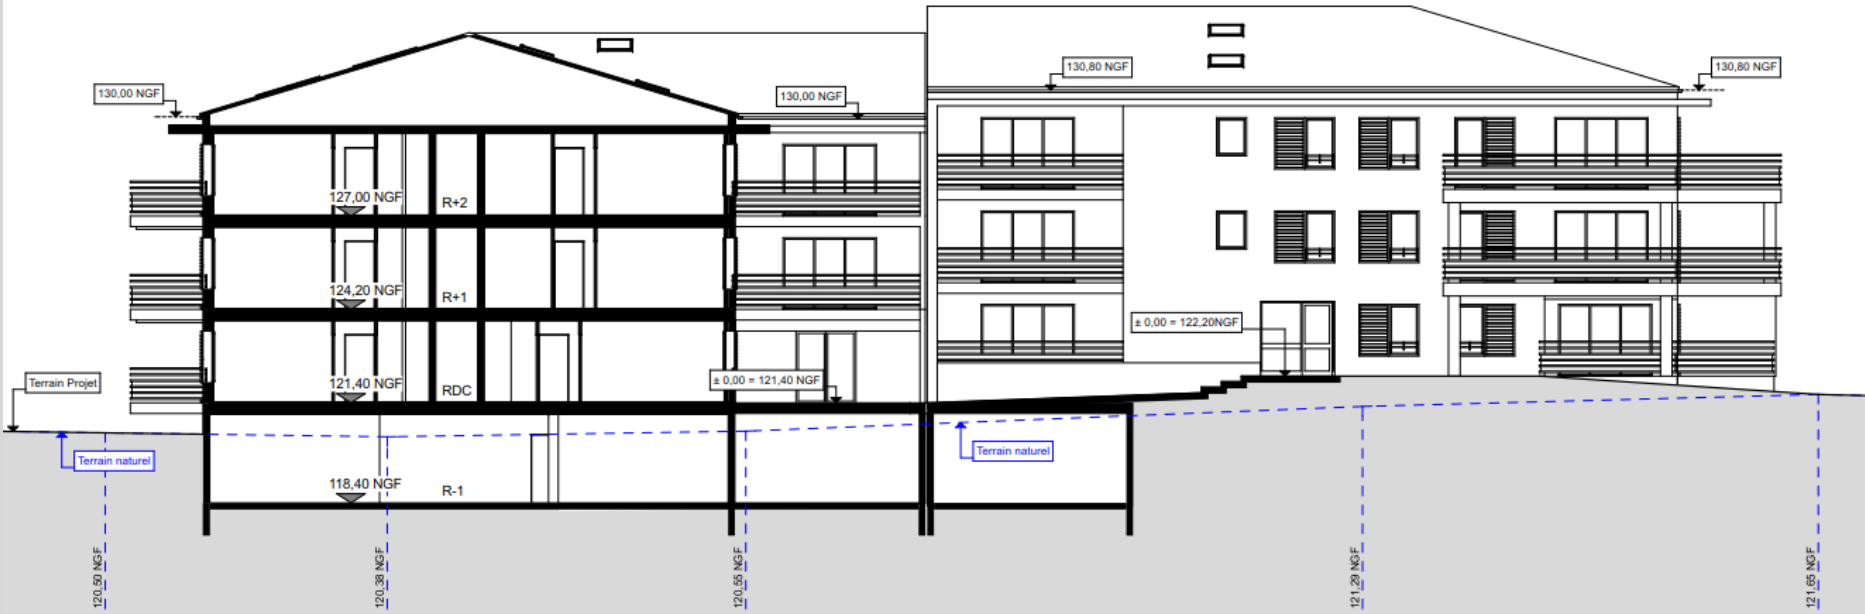 130,80 NGF
130,80 NGF
130,00 NGF
130,00 NGF
127,00 NGF
R+2
124,20 NGF
R+1
± 0,00 = 122,20NGF
Terrain Projet
121,40 NGF
RDC
± 0,00 = 121,40 NGF
Terrain naturel
Terrain naturel
118,40 NGF
R-1
120,50 NGF
120,38 NGF
120,55 NGF
121,29 NGF
121,65 NGF